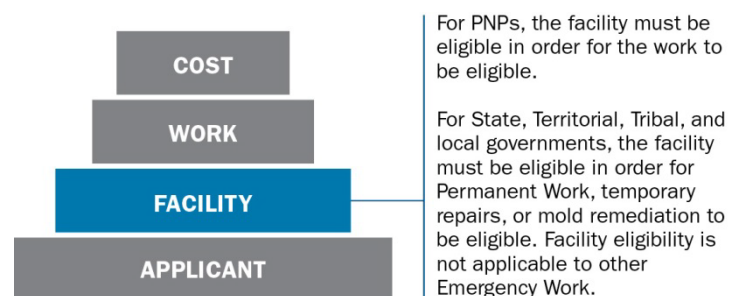 COST
WORK
FACILITY
APPLICANT
For PNPs, the facility must be
eligible in order for the work to
be eligible.
For State, Territorial, Tribal, and
local governments, the facility
must be eligible in order for
Permanent Work, temporary
repairs, or mold remediation to
be eligible. Facility eligibility is
not applicable to other
Emergency Work.